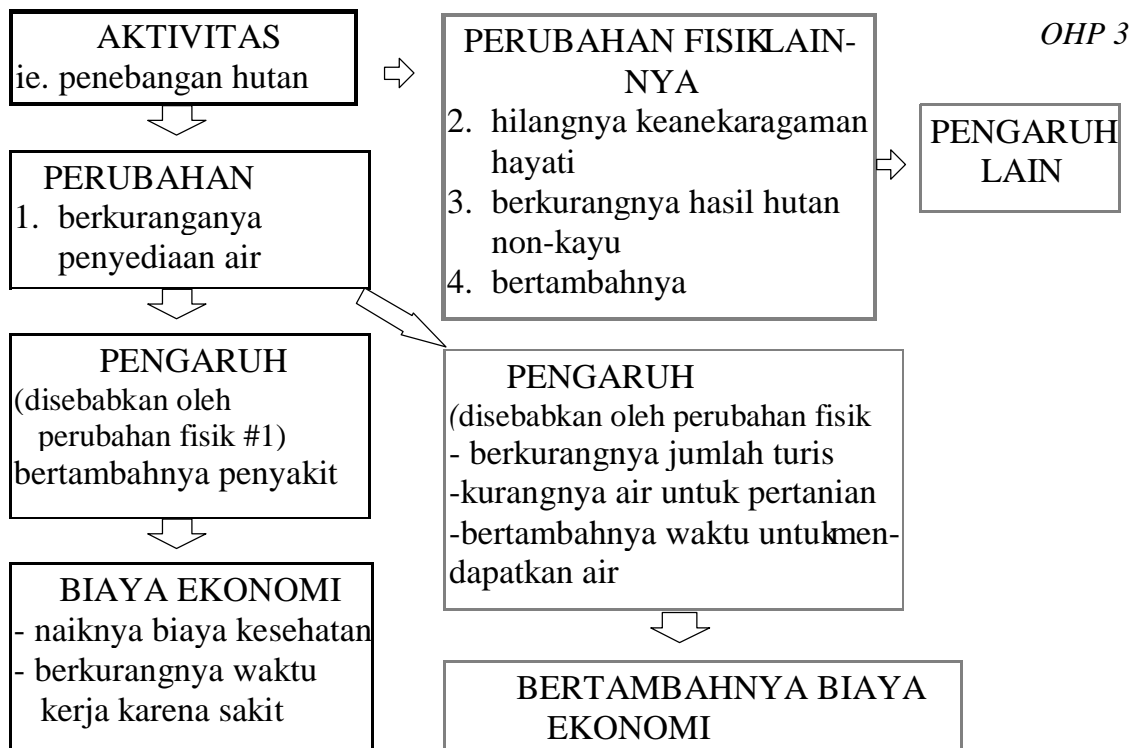 AKTIVITAS
ie. penebangan hutan
PERUBAHAN FISIKLAIN-
NYA
2. hilangnya keanekaragaman
hayati
3. berkurangnya hasil hutan
non-kayu
4. bertambahnya
OHP 3
PENGARUH
LAIN
PERUBAHAN
1. berkuranganya
penyediaan air
PENGARUH
(disebabkan oleh
perubahan fisik #1)
bertambahnya penyakit
PENGARUH
(disebabkan oleh perubahan fisik
- berkurangnya jumlah turis
-kurangnya air untuk pertanian
-bertambahnya waktu untukmen-
dapatkan air
BIAYA EKONOMI
- naiknya biaya kesehatan
- berkurangnya waktu
kerja karena sakit
BERTAMBAHNYA BIAYA
EKONOMI